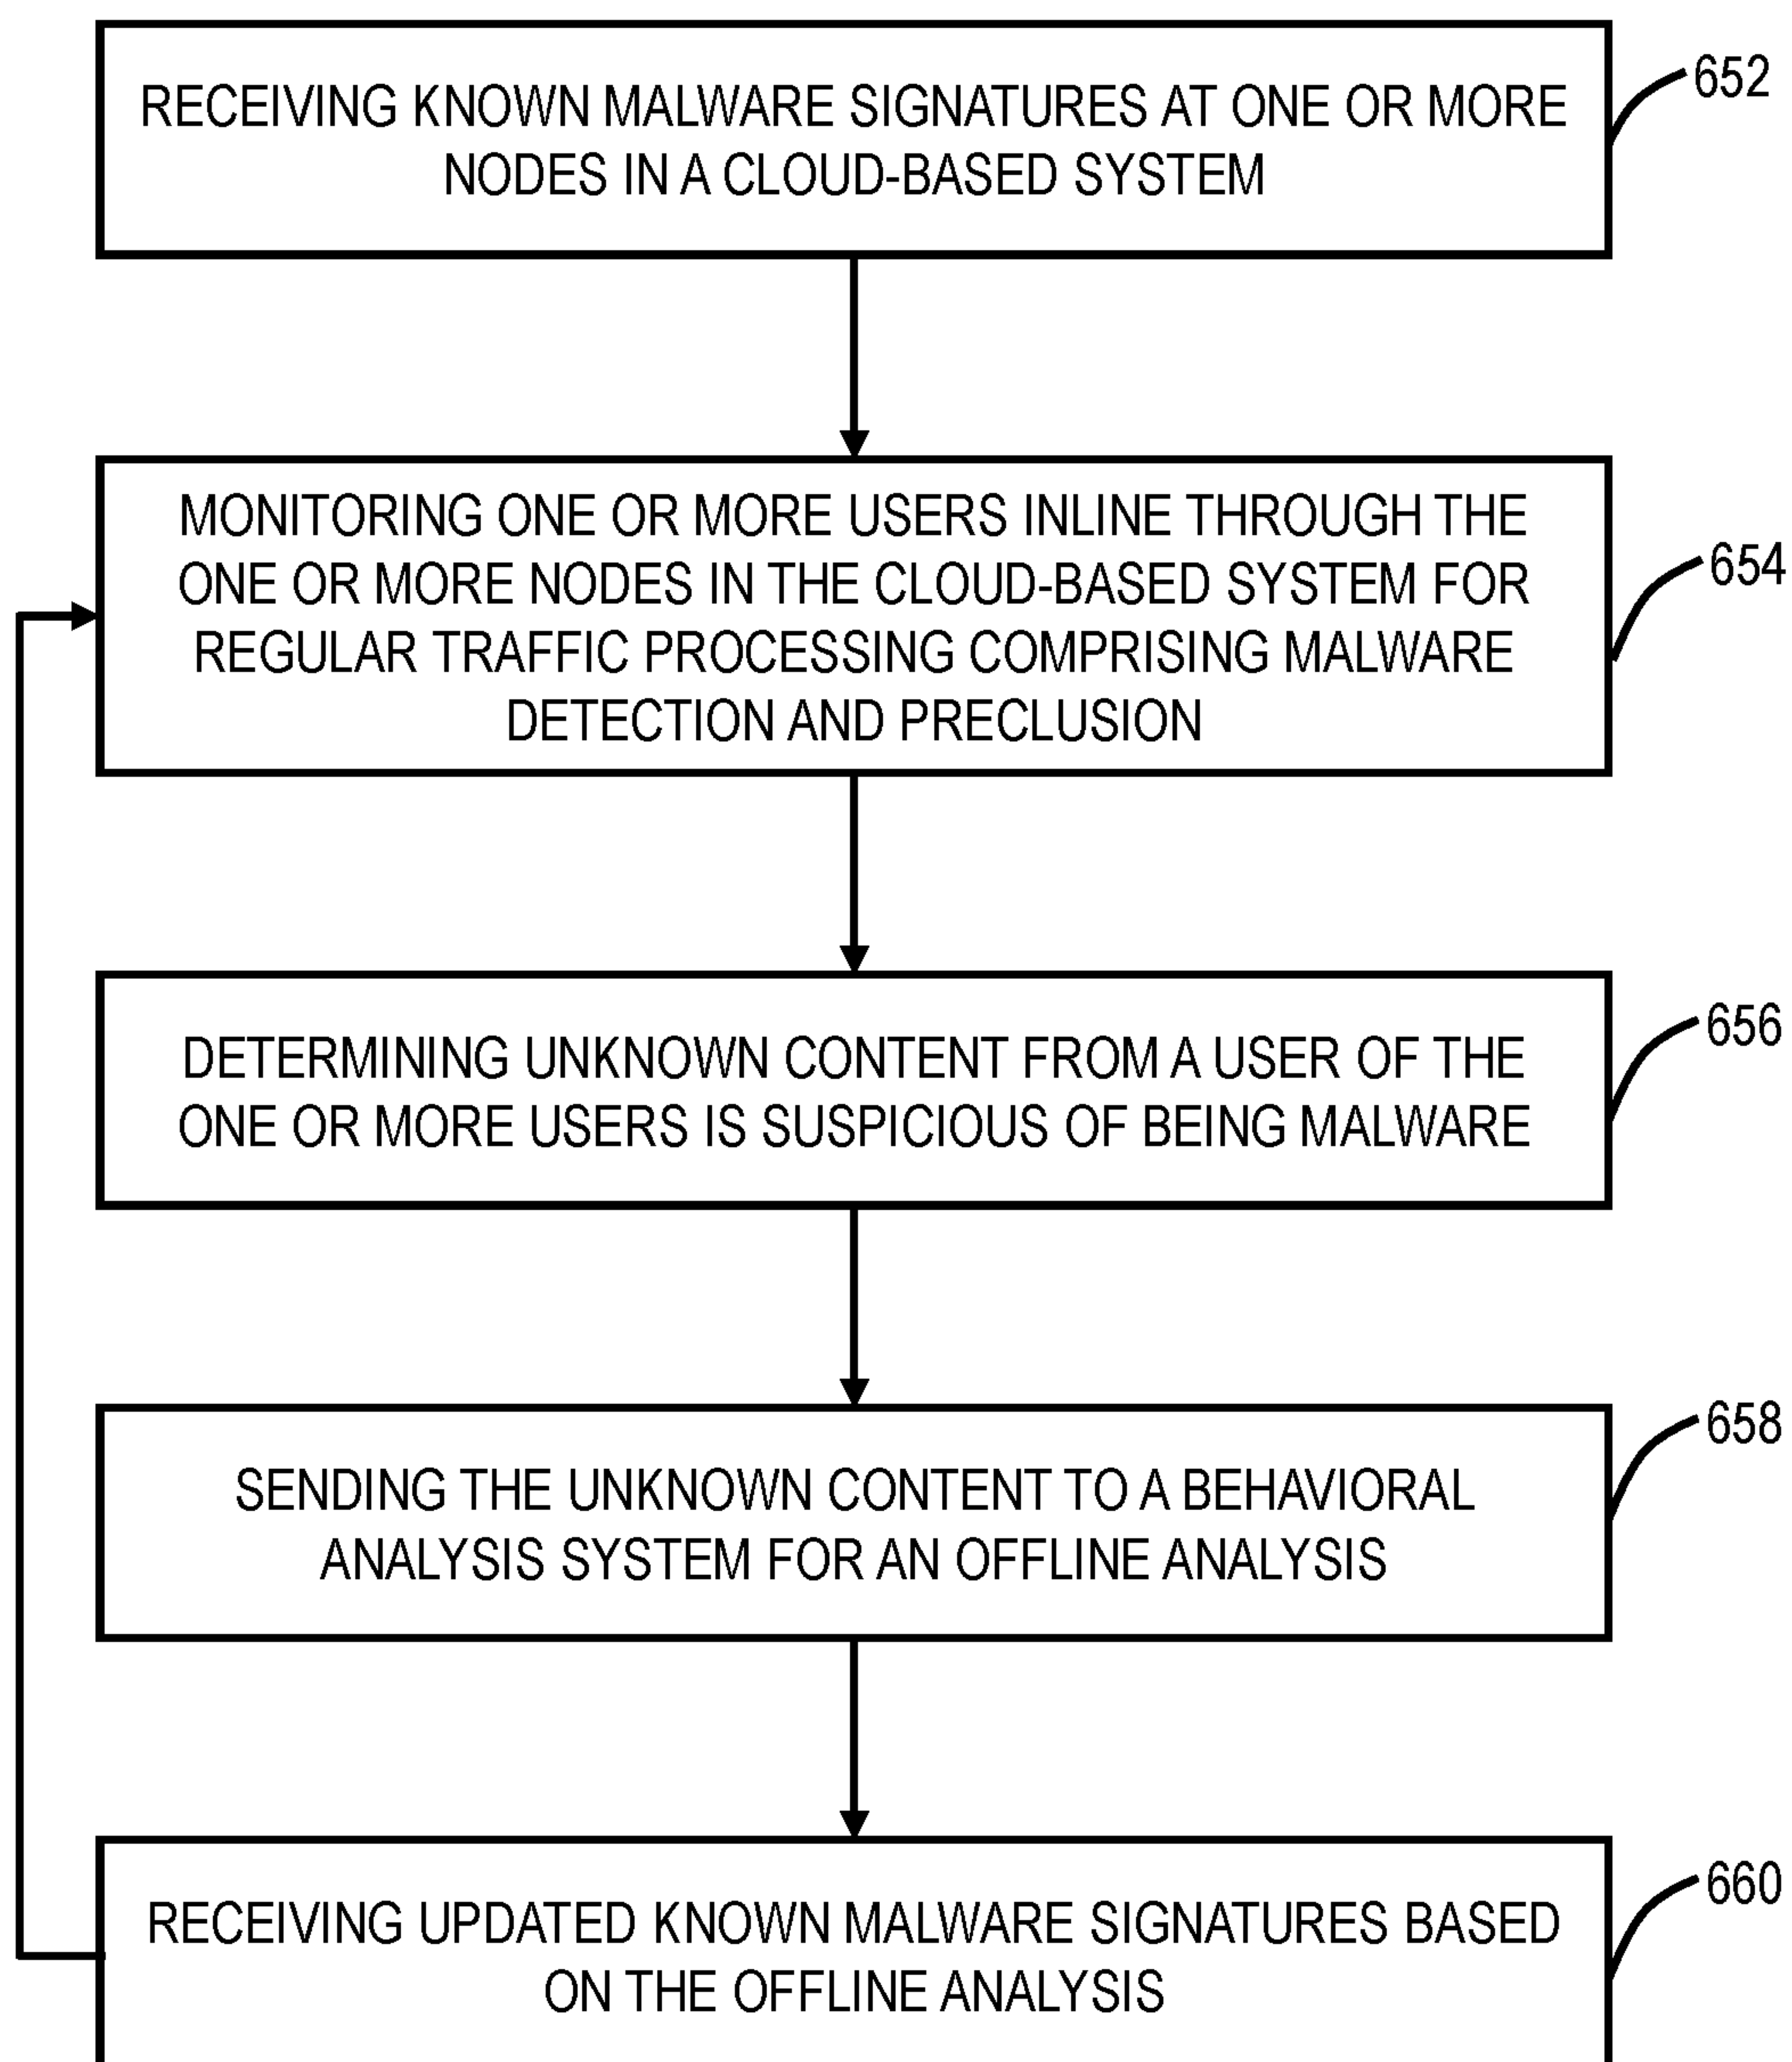 RECEIVING KNOWN MALWARE SIGNATURES AT ONE OR MORE
NODES IN A CLOUD-BASED SYSTEM
652
MONITORING ONE OR MORE USERS INLINE THROUGH THE
ONE OR MORE NODES IN THE CLOUD-BASED SYSTEM FOR
REGULAR TRAFFIC PROCESSING COMPRISING MALWARE
DETECTION AND PRECLUSION
654
DETERMINING UNKNOWN CONTENT FROM A USER OF THE
ONE OR MORE USERS IS SUSPICIOUS OF BEING MALWARE
656
SENDING THE UNKNOWN CONTENT TO A BEHAVIORAL
ANALYSIS SYSTEM FOR AN OFFLINE ANALYSIS
658
RECEIVING UPDATED KNOWN MALWARE SIGNATURES BASED
ON THE OFFLINE ANALYSIS
660